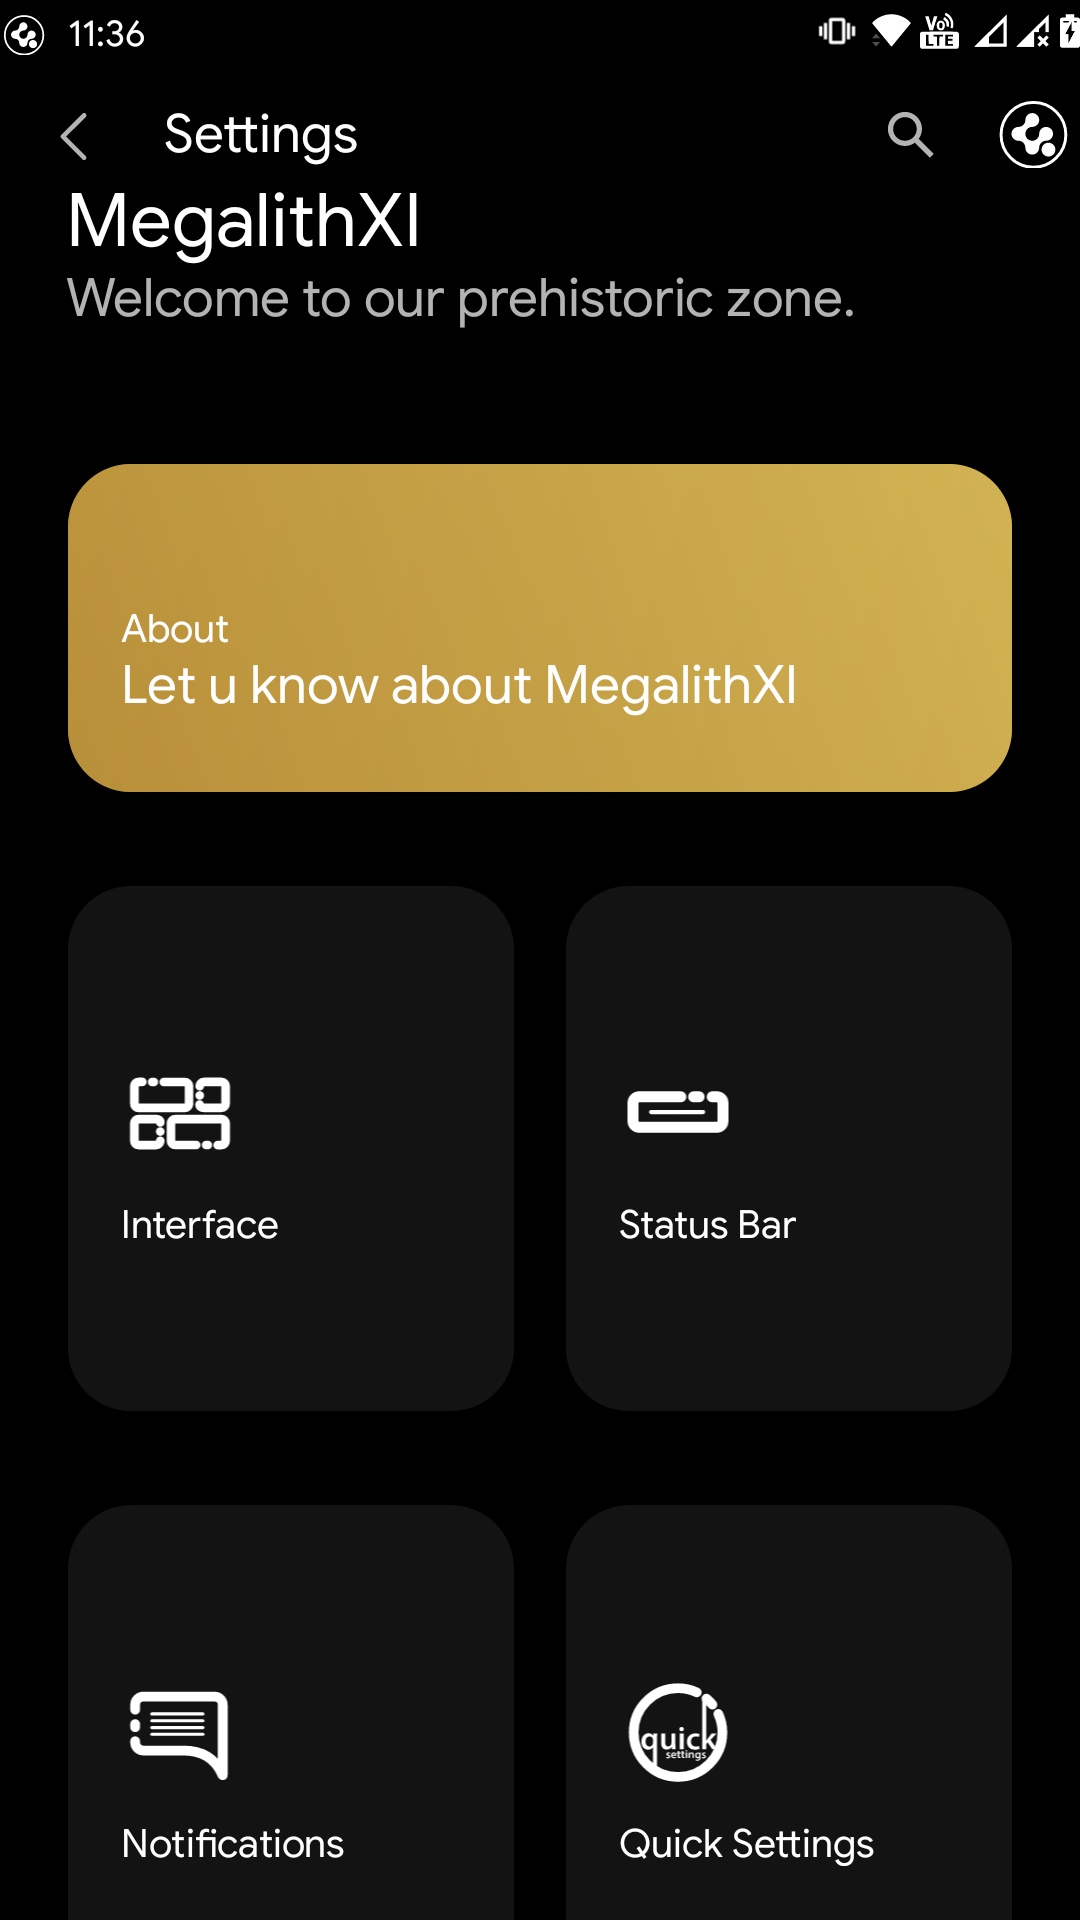 11:36
Vo
LTE
Settings
MegalithXI
Welcome to our prehistoric zone.
About
Let u know about MegalithXI
Interface
Status Bar
quick
settings
Notifications
Quick Settings